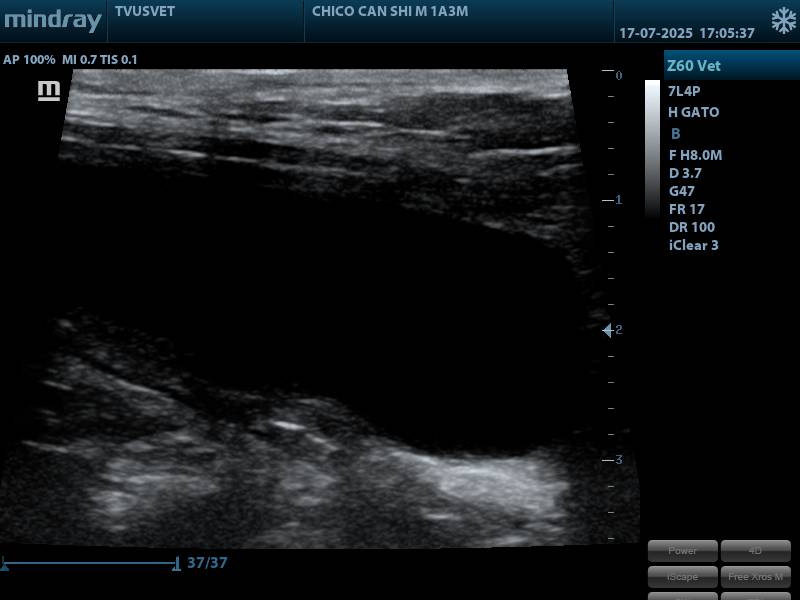 mindray
TVUSVET
CHICO CAN SHI M 1A3M
17-07-2025 17:05:37
AP 100% MI 0.7 TIS 0.1
m
Z60 Vet
7L4P
H GATO
B
F H8.0M
D 3.7
G47
FR 17
DR 100
iClear 3
0
1
2
3
37/37
Power
4D
iScape
Free Xros M